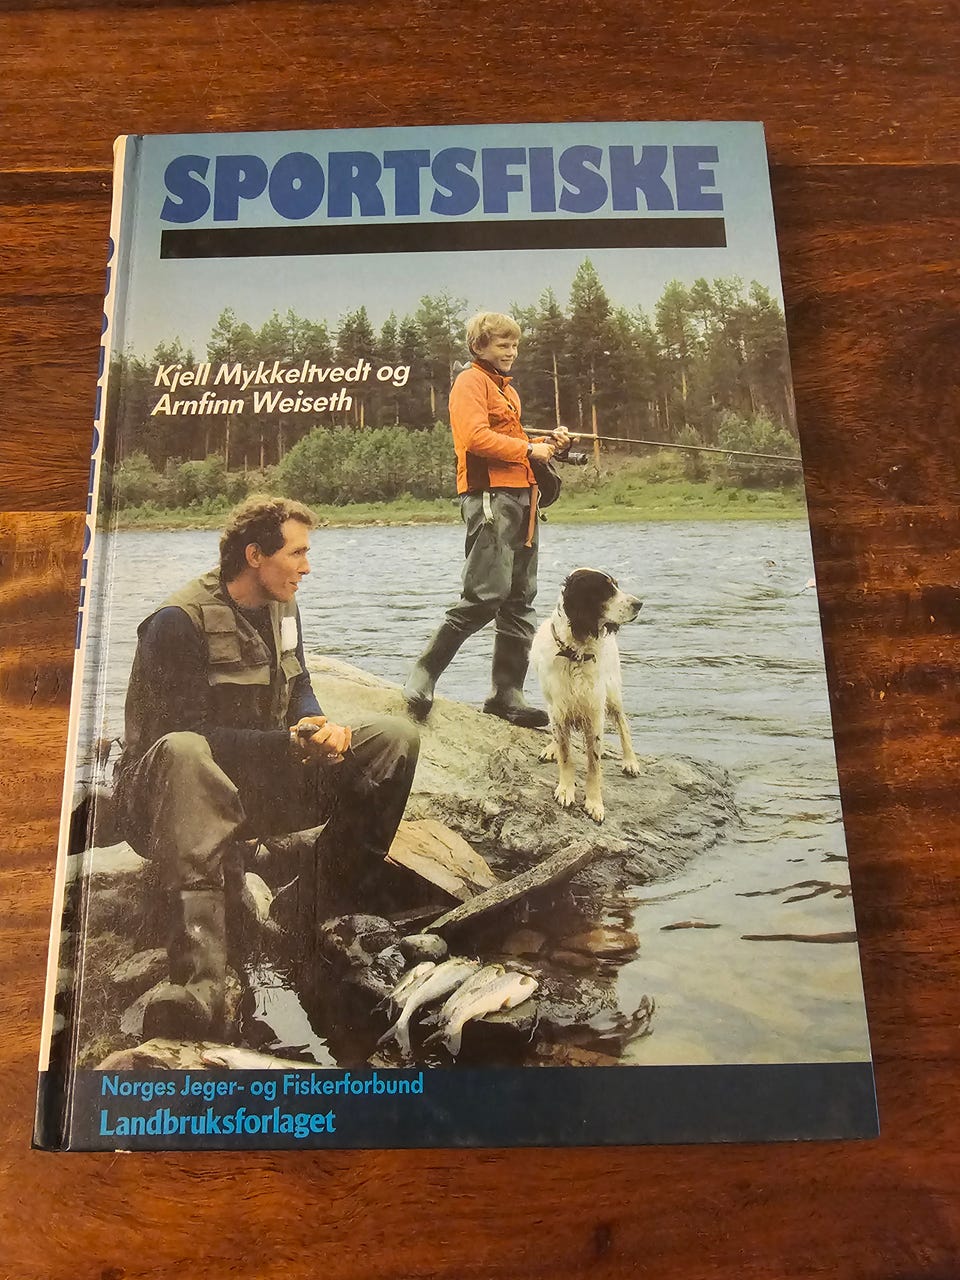 SPORTSFISKE
Kjell Mykkeltvedt og
Arnfinn Weiseth
Norges Jeger- og Fiskerforbund
Landbruksforlaget